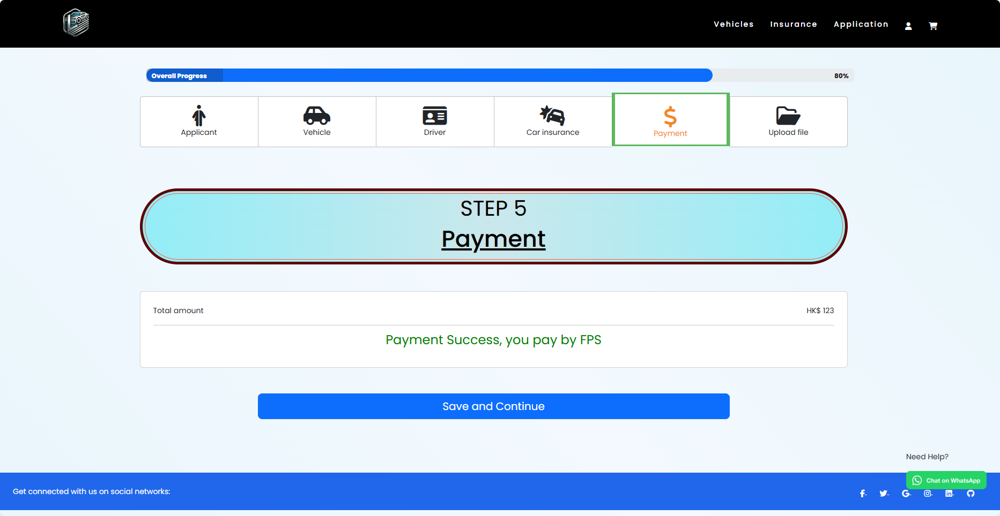 Vehicles Insurance Application
Overall Progress 80%
Applicant Vehicle Driver Car insurance Payment Upload file
STEP 5
Payment
Total amount HK$ 123
Payment Success, you pay by FPS
Save and Continue
Need Help?
Chat on WhatsApp
Get connected with us on social networks: